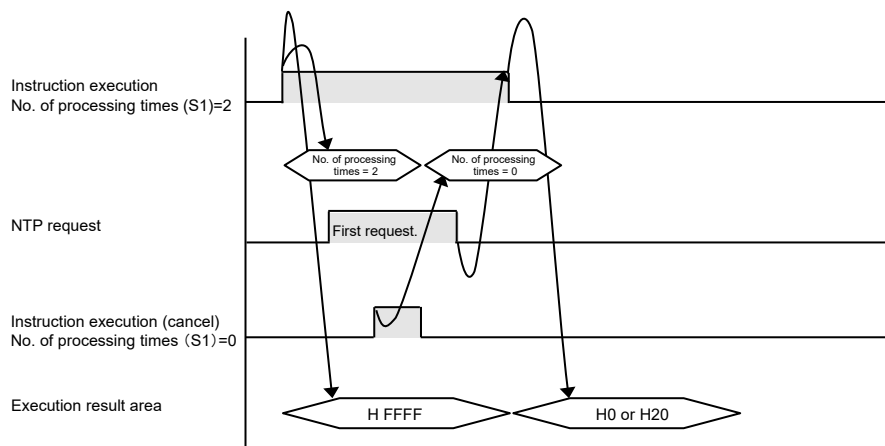 Instruction execution
No. of processing times (S1)=2
No. of processing
times = 2
No. of processing
times = 0
NTP request
First request.
Instruction execution (cancel)
No. of processing times（S1）=0
Execution result area
H FFFF
H0 or H20